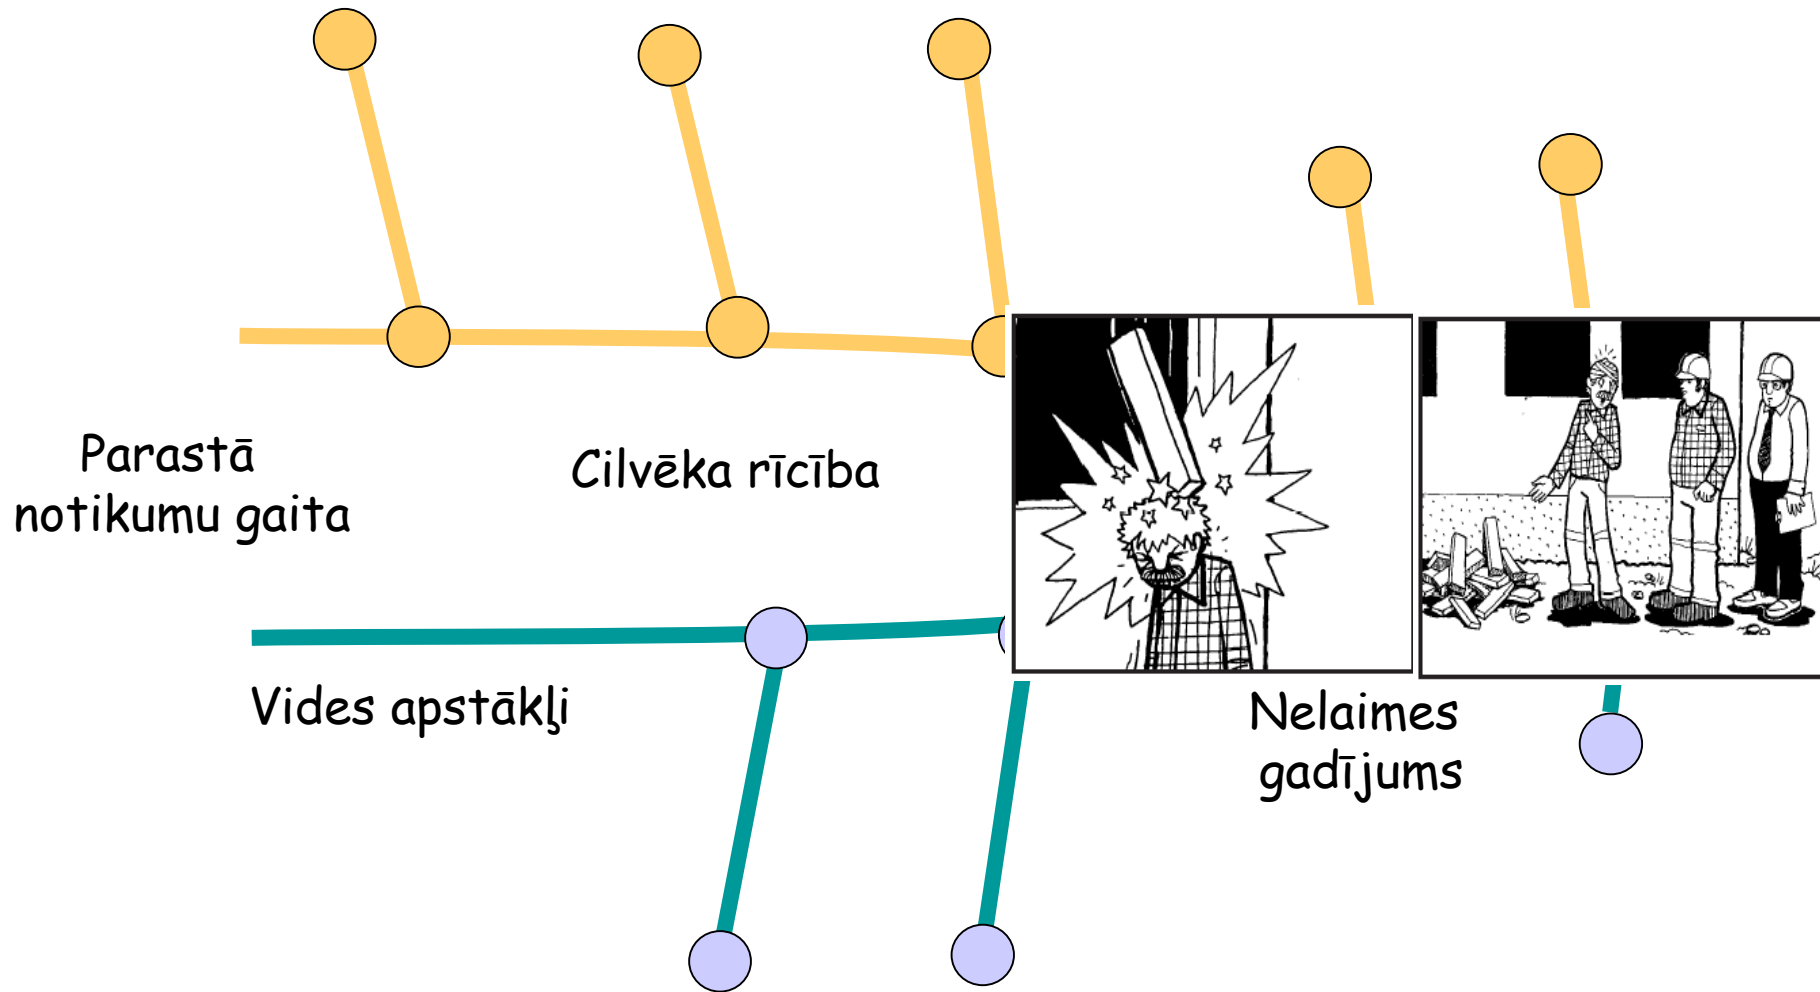 Parastā
notikumu gaita
Cilvēka rīcība
Vides apstākļi
Nelaimes
gadījums